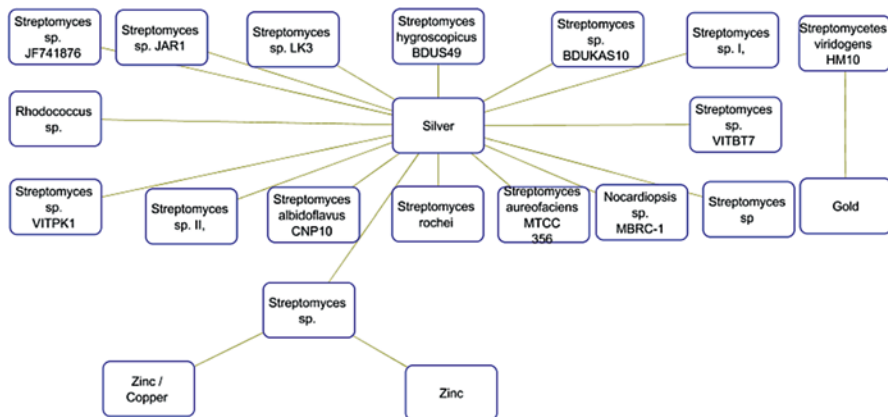 Streptomyces
sp.
JF741876
Streptomyces
sp. JAR1
Streptomyces
sp. LK3
Streptomyces
hygroscopicus
BDUS49
Streptomyces
sp.
BDUKAS10
Streptomyces
sp. I,
Streptomycetes
viridogens
HM10
Rhodococcus
sp.
Silver
Streptomyces
sp.
VITBT7
Streptomyces
sp.
VITPK1
Streptomyces
sp. II,
Streptomyces
albidoflavus
CNP10
Streptomyces
rochei
Streptomyces
aureofaciens
MTCC
356
Nocardiopsis
sp.
MBRC-1
Streptomyces
sp
Gold
Streptomyces
sp.
Zinc /
Copper
Zinc